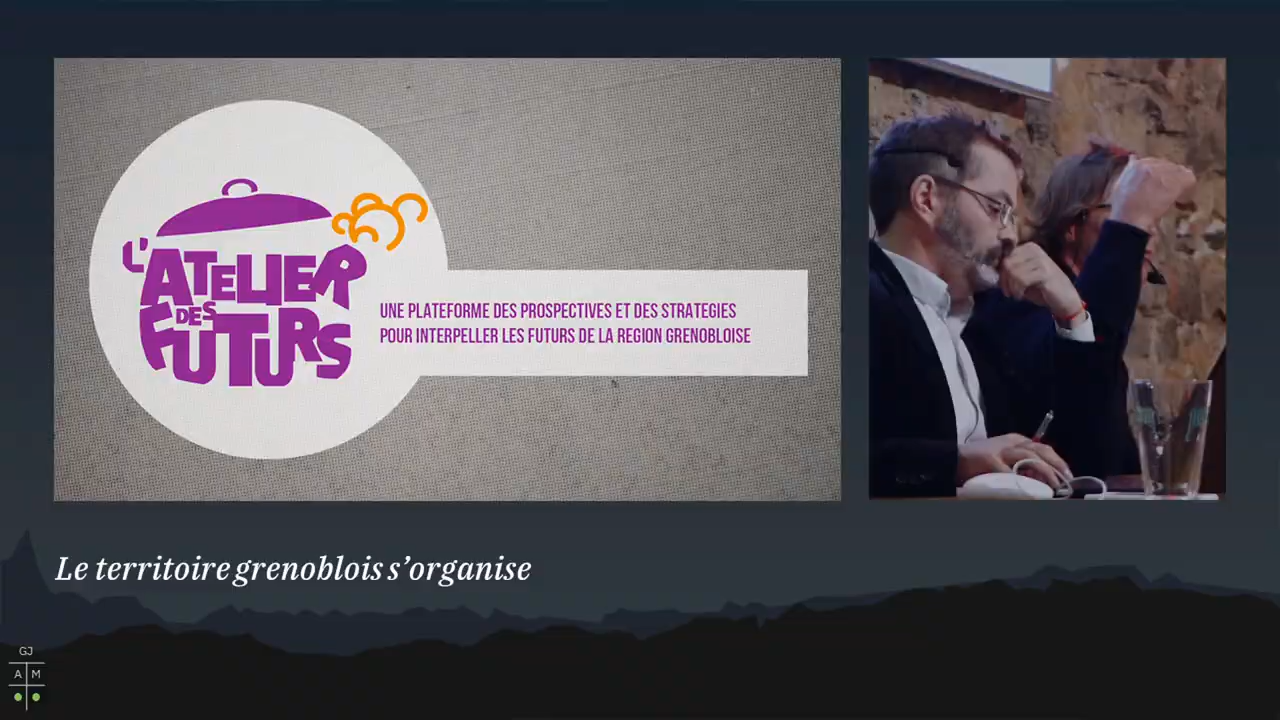 L'ATELIER
DES
FUTURS
UNE PLATEFORME DES PROSPECTIVES ET DES STRATEGIES
POUR INTERPELLER LES FUTURS DE LA REGION GRENOBLOISE
Le territoire grenoblois s’organise
GJ
A M